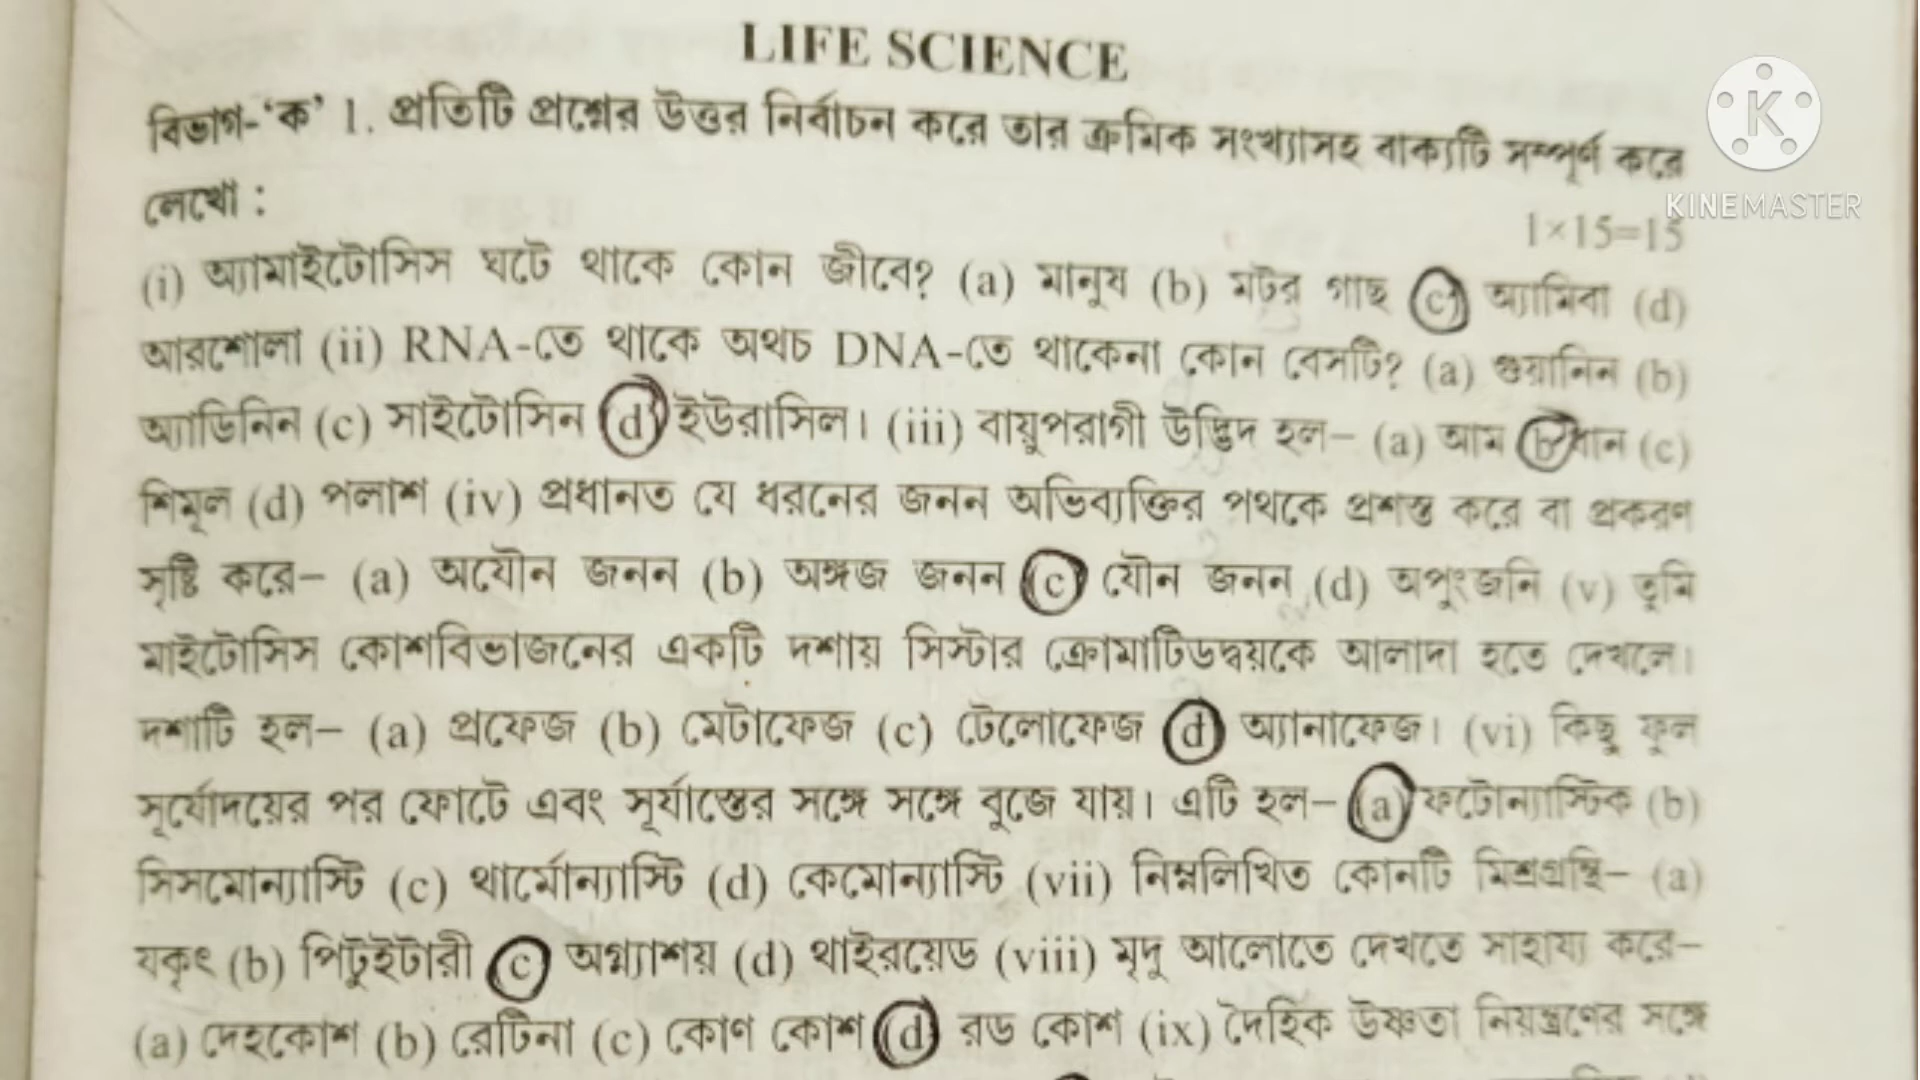 LIFE SCIENCE
বিভাগ-‘ক’ 1. প্রতিটি প্রশ্নের উত্তর নির্বাচন করে তার ক্রমিক সংখ্যাসহ বাক্যটি সম্পূর্ণ করে
লেখো :
1×15=15
(i) অ্যামাইটোসিস ঘটে থাকে কোন জীবে? (a) মানুষ (b) মটর গাছ (c) অ্যামিবা (d)
আরশোলা (ii) RNA-তে থাকে অথচ DNA-তে থাকেনা কোন বেসটি? (a) গুয়ানিন (b)
অ্যাডিনিন (c) সাইটোসিন (d) ইউরাসিল। (iii) বায়ুপরাগী উদ্ভিদ হল– (a) আম (b) ধান (c)
শিমূল (d) পলাশ (iv) প্রধানত যে ধরনের জনন অভিব্যক্তির পথকে প্রশস্ত করে বা প্রকরণ
সৃষ্টি করে– (a) অযৌন জনন (b) অঙ্গজ জনন (c) যৌন জনন (d) অপুংজনি (v) তুমি
মাইটোসিস কোশবিভাজনের একটি দশায় সিস্টার ক্রোমাটিডদ্বয়কে আলাদা হতে দেখলে।
দশাটি হল– (a) প্রফেজ (b) মেটাফেজ (c) টেলোফেজ (d) অ্যানাফেজ। (vi) কিছু ফুল
সূর্যোদয়ের পর ফোটে এবং সূর্যাস্তের সঙ্গে সঙ্গে বুজে যায়। এটি হল– (a) ফটোন্যাস্টিক (b)
সিসমোন্যাস্টি (c) থার্মোন্যাস্টি (d) কেমোন্যাস্টি (vii) নিম্নলিখিত কোনটি মিশ্রগ্রন্থি– (a)
যকৃৎ (b) পিটুইটারী (c) অগ্ন্যাশয় (d) থাইরয়েড (viii) মৃদু আলোতে দেখতে সাহায্য করে–
(a) দেহকোশ (b) রেটিনা (c) কোণ কোশ (d) রড কোশ (ix) দৈহিক উষ্ণতা নিয়ন্ত্রণের সঙ্গে
K
KINEMASTER